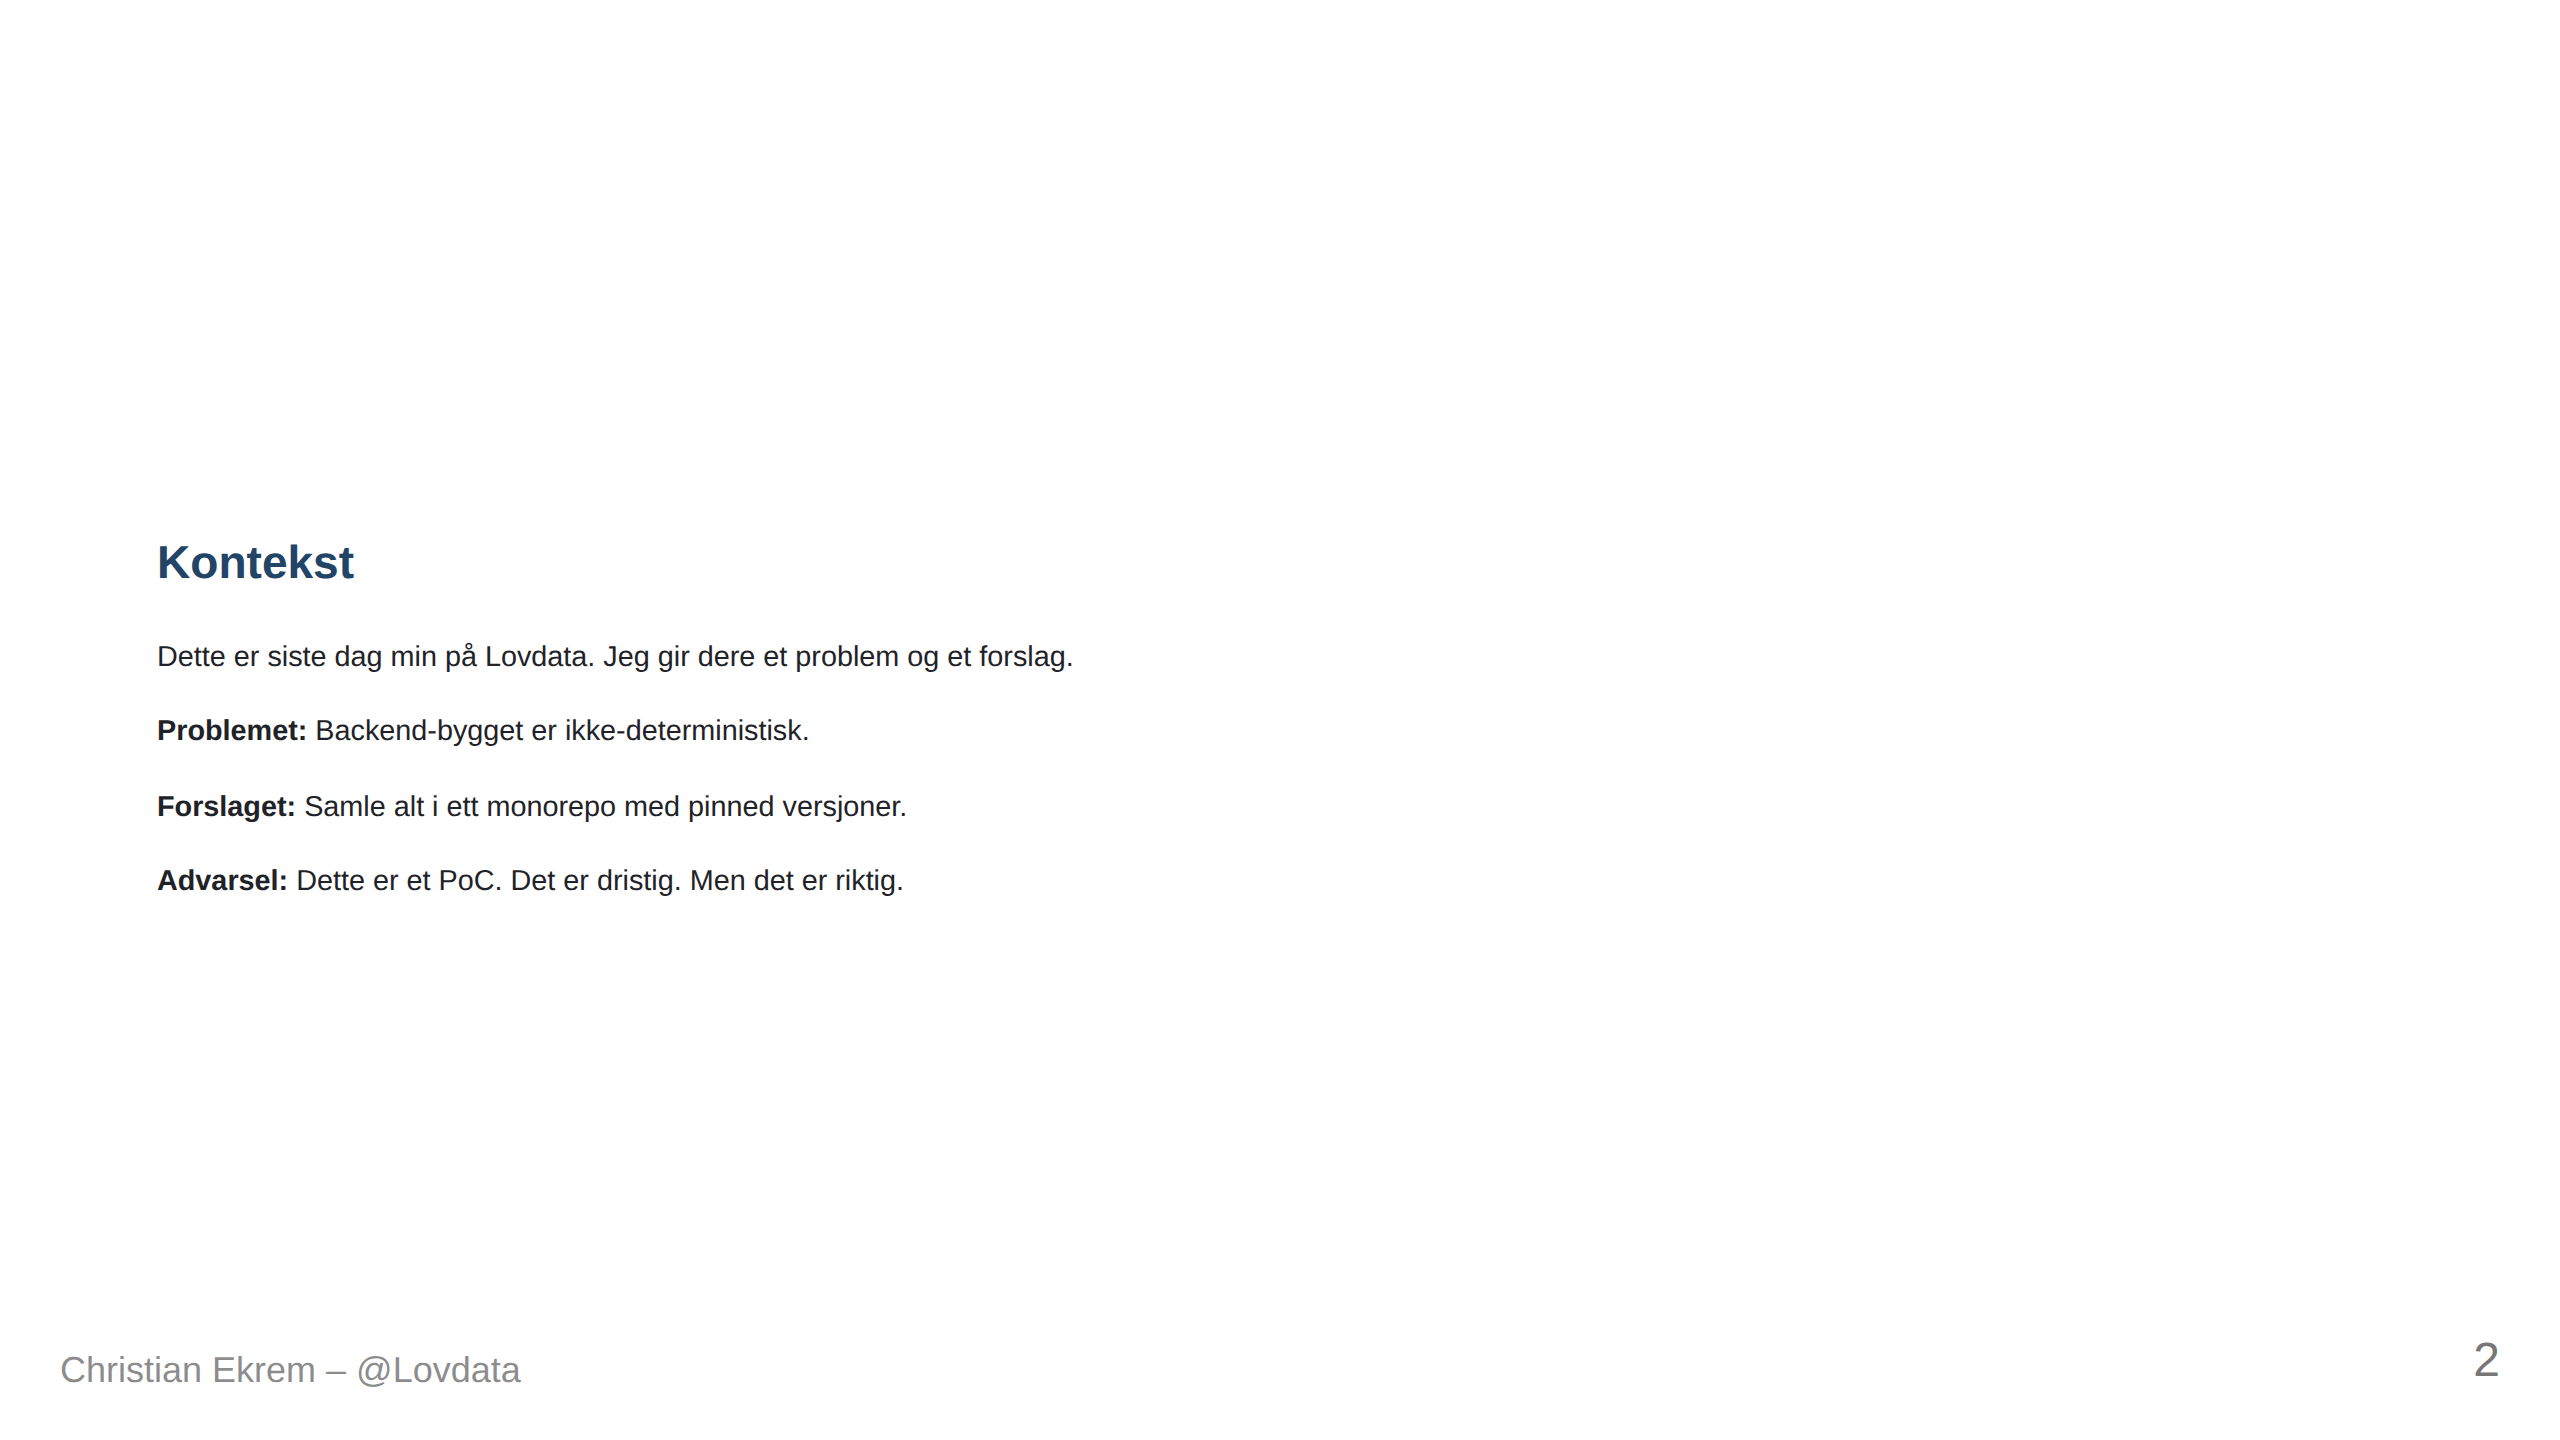 Kontekst
Dette er siste dag min på Lovdata. Jeg gir dere et problem og et forslag.
Problemet: Backend-bygget er ikke-deterministisk.
Forslaget: Samle alt i ett monorepo med pinned versjoner.
Advarsel: Dette er et PoC. Det er dristig. Men det er riktig.
Christian Ekrem – @Lovdata
2